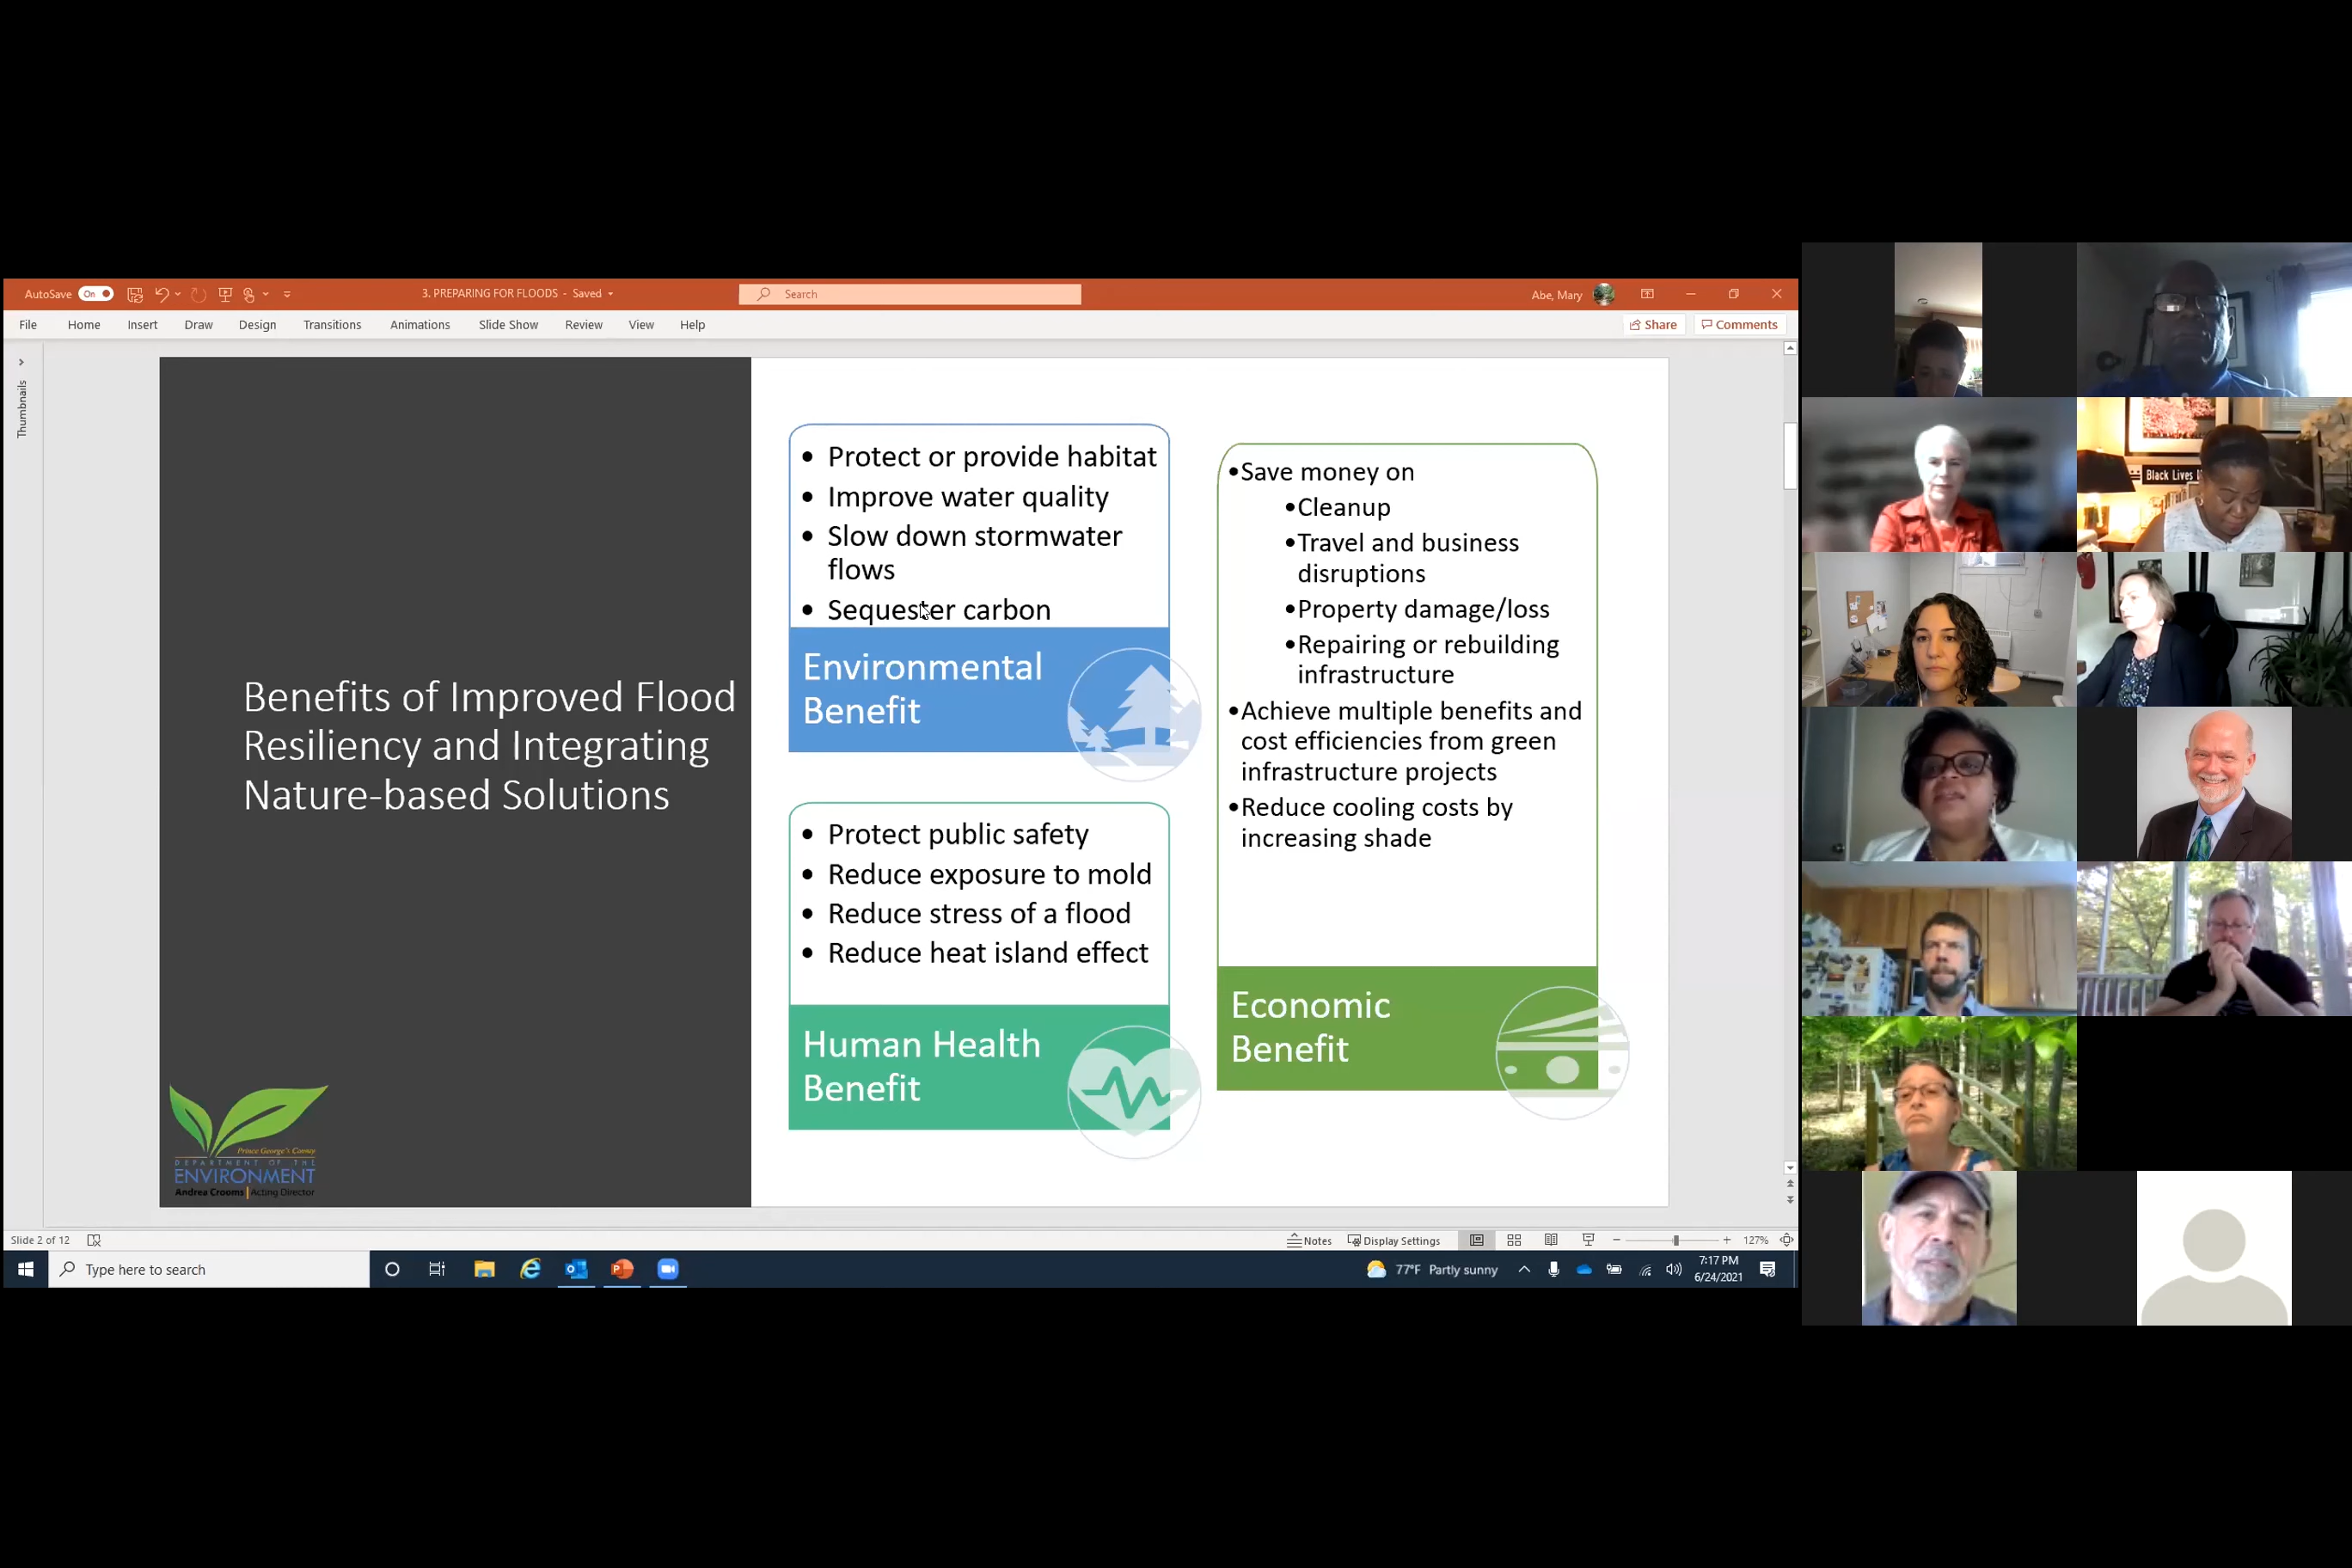 AutoSave On
3. PREPARING FOR FLOODS - Saved
Search
Abe, Mary
File Home Insert Draw Design Transitions Animations Slide Show Review View Help
Share Comments
Thumbnails
Benefits of Improved Flood
Resiliency and Integrating
Nature-based Solutions
Prince George's County
DEPARTMENT OF THE
ENVIRONMENT
Andrea Crooms | Acting Director
• Protect or provide habitat
• Improve water quality
• Slow down stormwater
flows
• Sequester carbon
Environmental
Benefit
• Protect public safety
• Reduce exposure to mold
• Reduce stress of a flood
• Reduce heat island effect
Human Health
Benefit
•Save money on
•Cleanup
•Travel and business
disruptions
•Property damage/loss
•Repairing or rebuilding
infrastructure
•Achieve multiple benefits and
cost efficiencies from green
infrastructure projects
•Reduce cooling costs by
increasing shade
Economic
Benefit
Black Lives
Slide 2 of 12
Notes Display Settings 127%
Type here to search
77°F Partly sunny
7:17 PM
6/24/2021